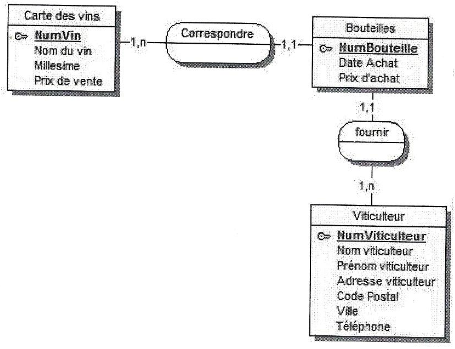 Carte des vins
NumVin
Nom du vin
Millesime
Prix de vente
1,n
Correspondre
1,1
Bouteilles
NumBouteille
Date Achat
Prix d'achat
1,1
fournir
1,n
Viticulteur
NumViticulteur
Nom viticulteur
Prénom viticulteur
Adresse viticulteur
Code Postal
Ville
Téléphone